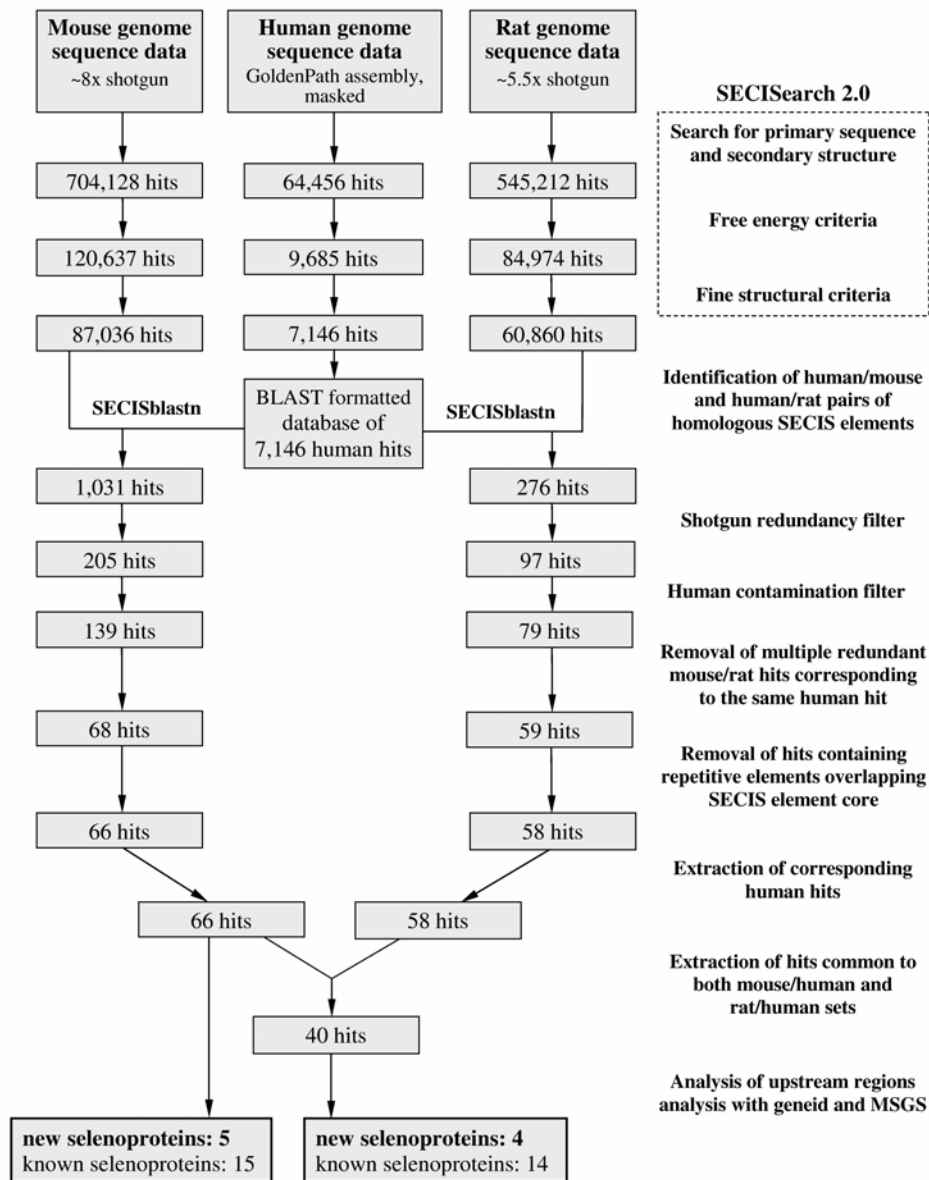 Mouse genome
sequence data
~8x shotgun
Human genome
sequence data
GoldenPath assembly,
masked
Rat genome
sequence data
~5.5x shotgun
SECISearch 2.0
Search for primary sequence
and secondary structure
704,128 hits
64,456 hits
545,212 hits
Free energy criteria
120,637 hits
9,685 hits
84,974 hits
Fine structural criteria
87,036 hits
7,146 hits
60,860 hits
SECISblastn
BLAST formatted
database of
7,146 human hits
SECISblastn
Identification of human/mouse
and human/rat pairs of
homologous SECIS elements
1,031 hits
276 hits
Shotgun redundancy filter
205 hits
97 hits
Human contamination filter
139 hits
79 hits
Removal of multiple redundant
mouse/rat hits corresponding
to the same human hit
68 hits
59 hits
Removal of hits containing
repetitive elements overlapping
SECIS element core
66 hits
58 hits
Extraction of corresponding
human hits
66 hits
58 hits
Extraction of hits common to
both mouse/human and
rat/human sets
40 hits
Analysis of upstream regions
analysis with geneid and MSGS
new selenoproteins: 5
known selenoproteins: 15
new selenoproteins: 4
known selenoproteins: 14